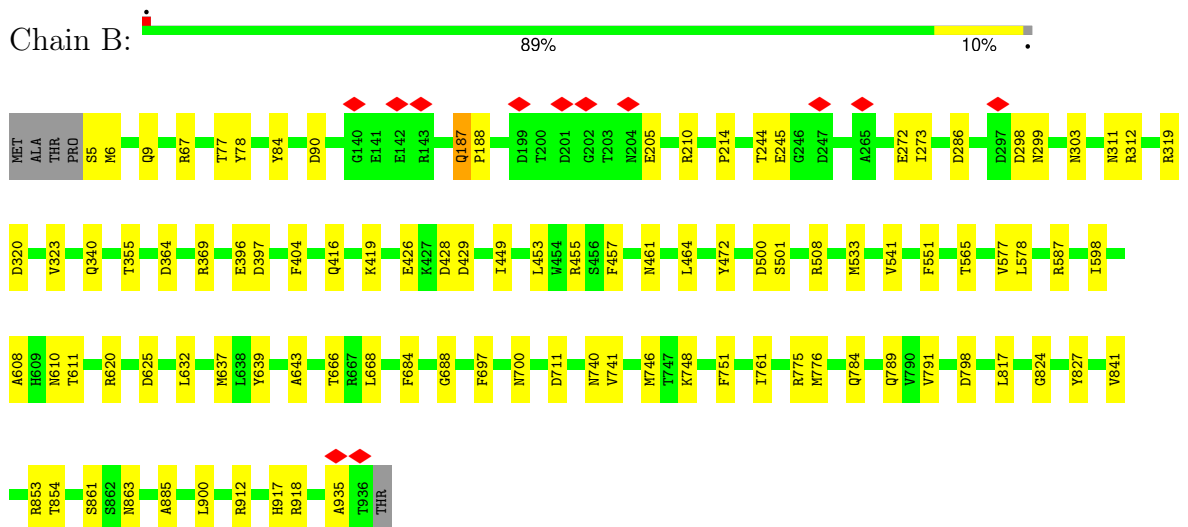 Chain B:
89% 10%
MET ALA THR PRO S5 M6 Q9 R67 T77 Y78 Y84 D90 G140 E141 E142 R143 Q187 P188 D199 T200 D201 G202 T203 N204 E205 R210 P214 T244 E245 G246 D247 A265 E272 I273 D286 D297 D298 N299 N303 N311 R312 R319
D320 V323 Q340 T355 D364 R369 E396 D397 F404 Q416 K419 E426 K427 D428 D429 I449 L453 W454 R455 S456 F457 N461 L464 Y472 D500 S501 R508 M533 V541 F551 T565 V577 L578 R587 I598
A608 H609 N610 T611 R620 D625 L632 M637 L638 Y639 A643 T666 R667 L668 F684 G688 F697 N700 D711 N740 V741 M746 T747 K748 F751 I761 R775 M776 Q784 Q789 V790 V791 D798 L817 G824 Y827 V841
R853 T854 S861 S862 N863 A885 L900 R912 H917 R918 A935 T936 THR